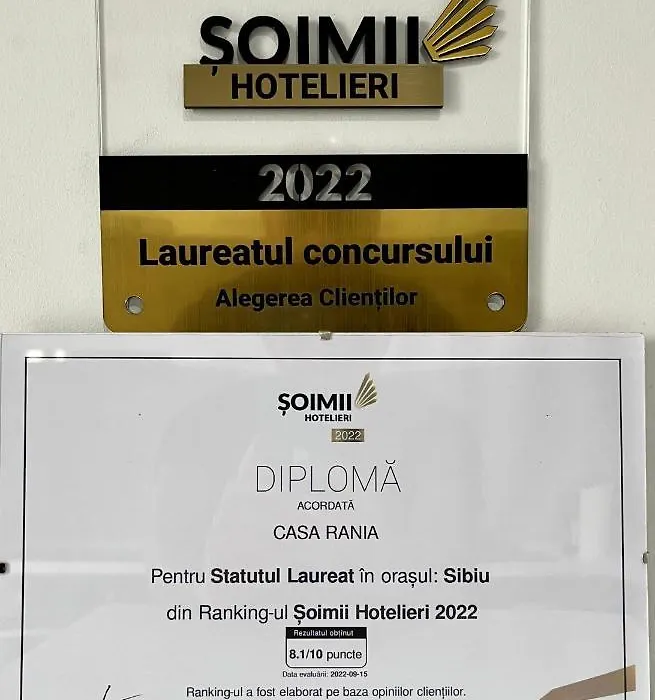 ȘOIMII
HOTELIERI
2022
Laureatul concursului
Alegerea Clienților
ȘOIMII
HOTELIERI
2022
DIPLOMĂ
ACORDATĂ
CASA RANIA
Pentru Statutul Laureat în orașul: Sibiu
din Ranking-ul Șoimii Hotelieri 2022
Rezultatul obținut
8.1/10 puncte
Data evaluării: 2022-09-15
Ranking-ul a fost elaborat pe baza opiniilor clienților.